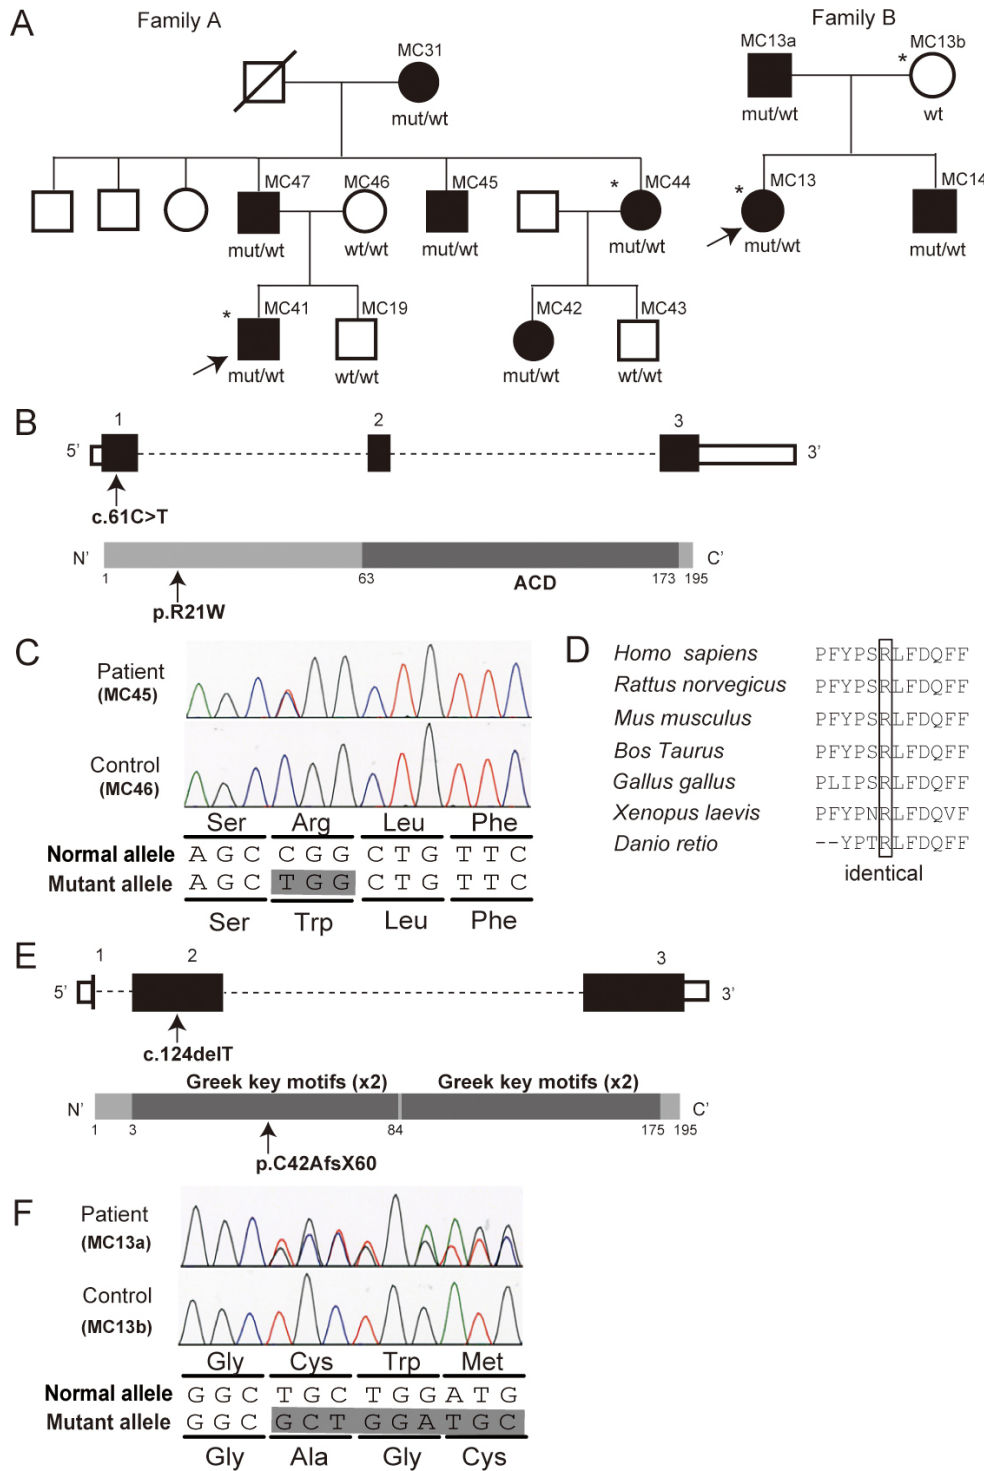 A
Family A
Family B
MC31
mut/wt
MC13a
mut/wt
* MC13b
wt
MC47
mut/wt
MC46
wt/wt
MC45
mut/wt
* MC44
mut/wt
* MC13
mut/wt
MC14
mut/wt
* MC41
mut/wt
MC19
wt/wt
MC42
mut/wt
MC43
wt/wt
B
1 2 3
5' 3'
c.61C>T
N' C'
1 63 ACD 173 195
p.R21W
C
Patient
(MC45)
Control
(MC46)
Ser Arg Leu Phe
Normal allele A G C C G G C T G T T C
Mutant allele A G C T G G C T G T T C
Ser Trp Leu Phe
D
Homo sapiens PFYPSRLFDQFF
Rattus norvegicus PFYPSRLFDQFF
Mus musculus PFYPSRLFDQFF
Bos Taurus PFYPSRLFDQFF
Gallus gallus PLIPSRLFDQFF
Xenopus laevis PFYPNRLFDQVF
Danio retio --YPTRLFDQFF
identical
E
1 2 3
5' 3'
c.124delT
Greek key motifs (x2) Greek key motifs (x2)
N' C'
1 3 84 175 195
p.C42AfsX60
F
Patient
(MC13a)
Control
(MC13b)
Gly Cys Trp Met
Normal allele G G C T G C T G G A T G
Mutant allele G G C G C T G G A T G C
Gly Ala Gly Cys